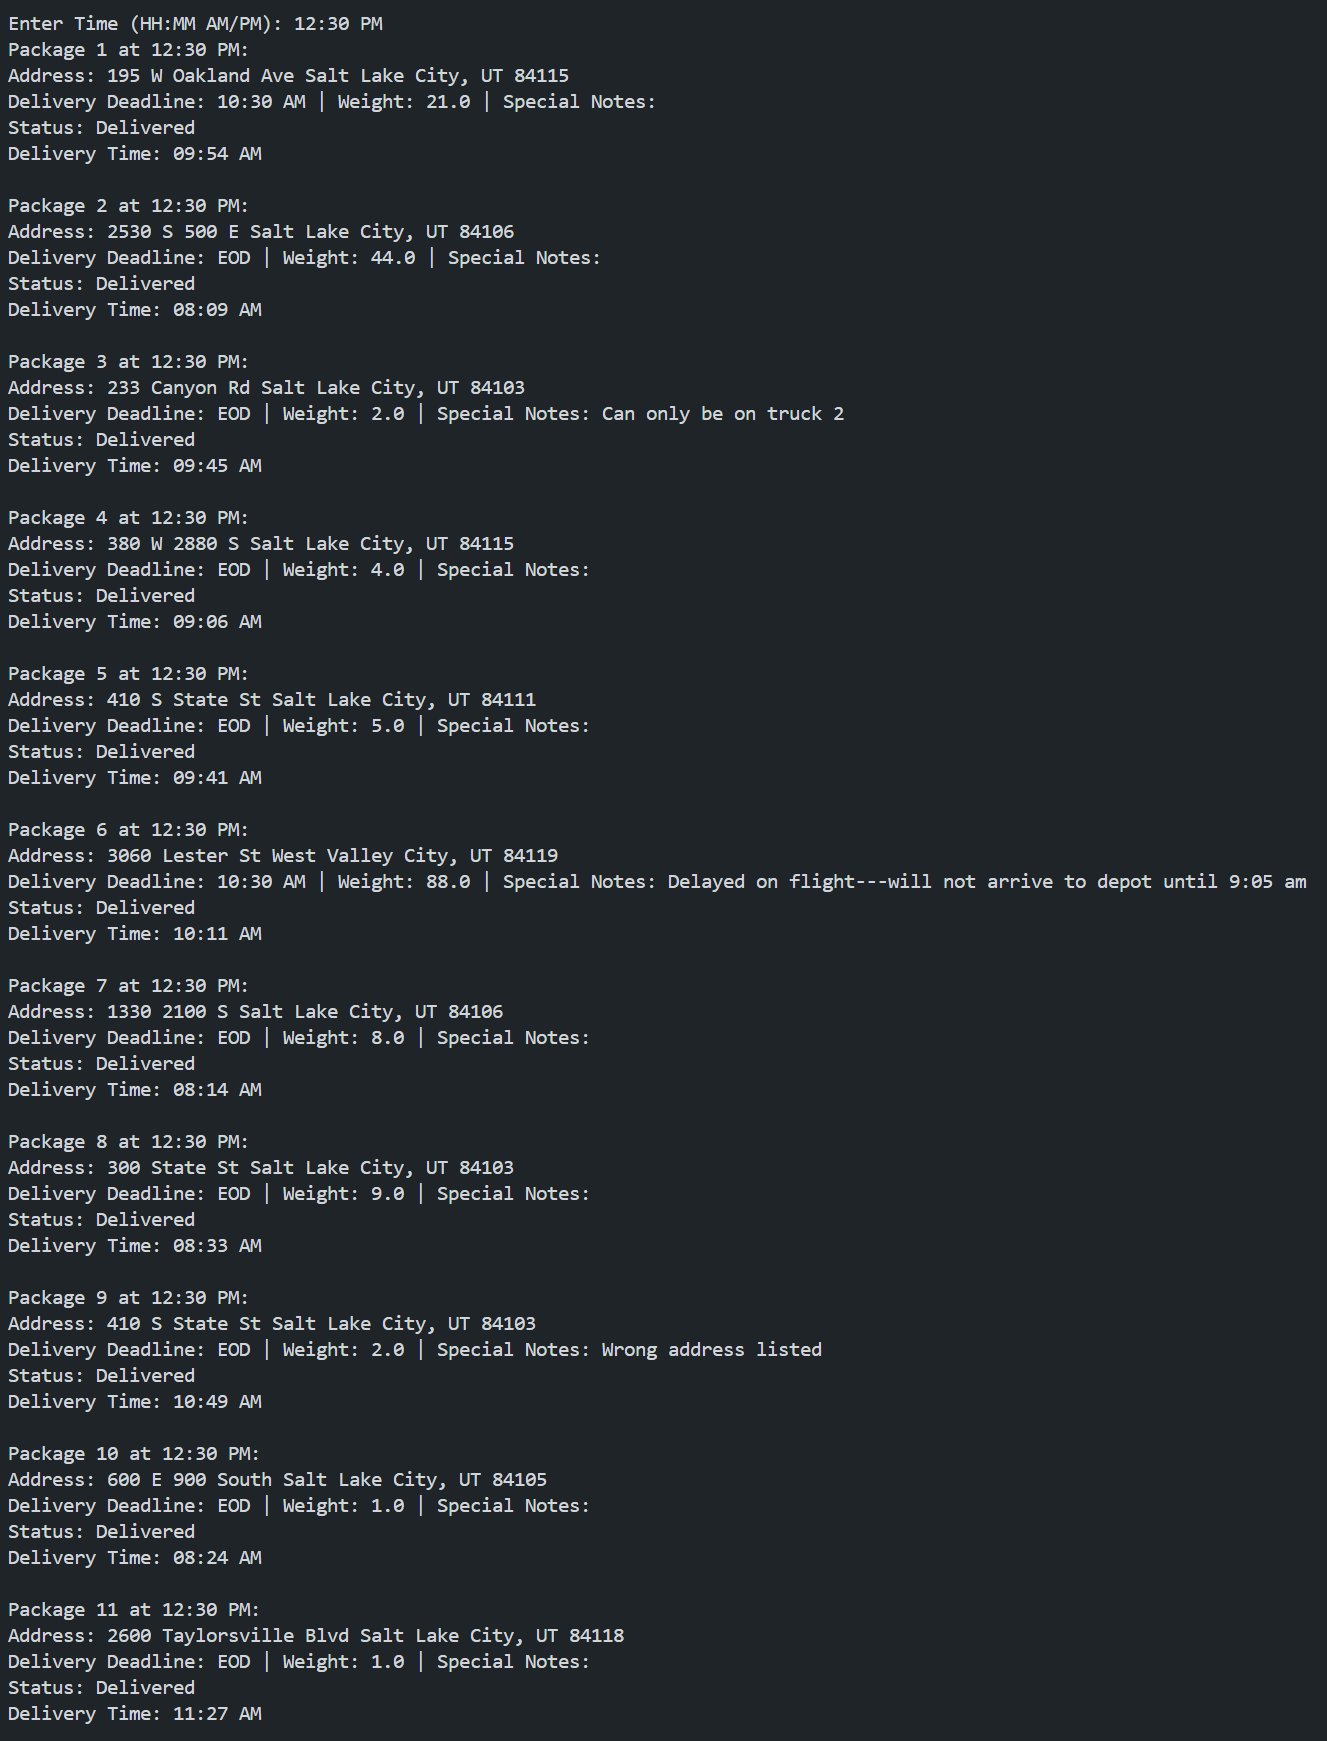 Enter Time (HH:MM AM/PM): 12:30 PM
Package 1 at 12:30 PM:
Address: 195 W Oakland Ave Salt Lake City, UT 84115
Delivery Deadline: 10:30 AM | Weight: 21.0 | Special Notes:
Status: Delivered
Delivery Time: 09:54 AM

Package 2 at 12:30 PM:
Address: 2530 S 500 E Salt Lake City, UT 84106
Delivery Deadline: EOD | Weight: 44.0 | Special Notes:
Status: Delivered
Delivery Time: 08:09 AM

Package 3 at 12:30 PM:
Address: 233 Canyon Rd Salt Lake City, UT 84103
Delivery Deadline: EOD | Weight: 2.0 | Special Notes: Can only be on truck 2
Status: Delivered
Delivery Time: 09:45 AM

Package 4 at 12:30 PM:
Address: 380 W 2880 S Salt Lake City, UT 84115
Delivery Deadline: EOD | Weight: 4.0 | Special Notes:
Status: Delivered
Delivery Time: 09:06 AM

Package 5 at 12:30 PM:
Address: 410 S State St Salt Lake City, UT 84111
Delivery Deadline: EOD | Weight: 5.0 | Special Notes:
Status: Delivered
Delivery Time: 09:41 AM

Package 6 at 12:30 PM:
Address: 3060 Lester St West Valley City, UT 84119
Delivery Deadline: 10:30 AM | Weight: 88.0 | Special Notes: Delayed on flight---will not arrive to depot until 9:05 am
Status: Delivered
Delivery Time: 10:11 AM

Package 7 at 12:30 PM:
Address: 1330 2100 S Salt Lake City, UT 84106
Delivery Deadline: EOD | Weight: 8.0 | Special Notes:
Status: Delivered
Delivery Time: 08:14 AM

Package 8 at 12:30 PM:
Address: 300 State St Salt Lake City, UT 84103
Delivery Deadline: EOD | Weight: 9.0 | Special Notes:
Status: Delivered
Delivery Time: 08:33 AM

Package 9 at 12:30 PM:
Address: 410 S State St Salt Lake City, UT 84103
Delivery Deadline: EOD | Weight: 2.0 | Special Notes: Wrong address listed
Status: Delivered
Delivery Time: 10:49 AM

Package 10 at 12:30 PM:
Address: 600 E 900 South Salt Lake City, UT 84105
Delivery Deadline: EOD | Weight: 1.0 | Special Notes:
Status: Delivered
Delivery Time: 08:24 AM

Package 11 at 12:30 PM:
Address: 2600 Taylorsville Blvd Salt Lake City, UT 84118
Delivery Deadline: EOD | Weight: 1.0 | Special Notes:
Status: Delivered
Delivery Time: 11:27 AM